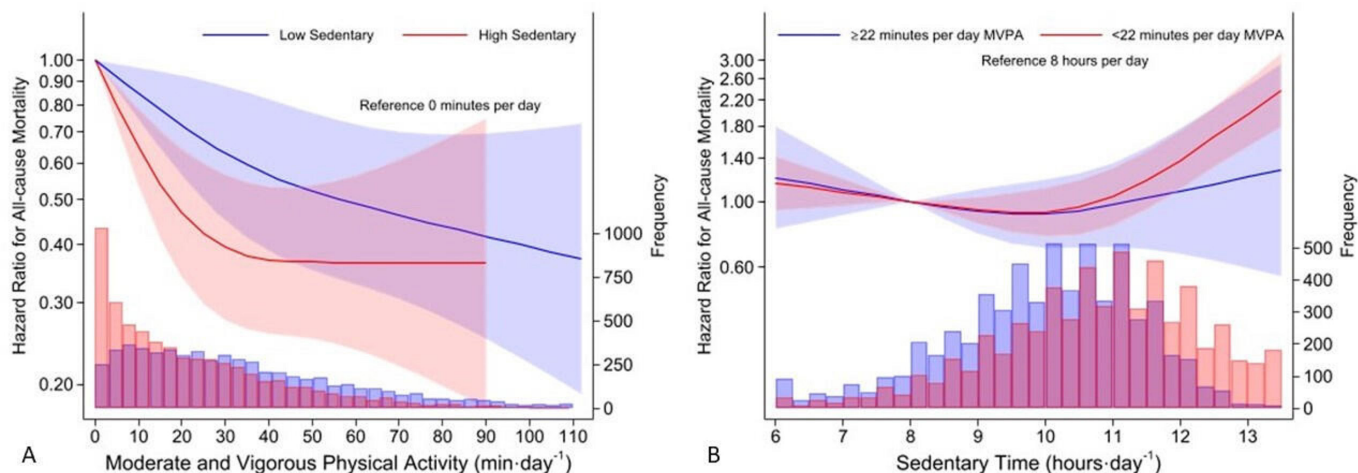 Low Sedentary High Sedentary
Reference 0 minutes per day
Hazard Ratio for All-cause Mortality
1.00
0.90
0.80
0.70
0.60
0.50
0.40
0.30
0.20
1000
750
500
250
0
Frequency
0 10 20 30 40 50 60 70 80 90 100 110
A Moderate and Vigorous Physical Activity (min·day⁻¹)
≥22 minutes per day MVPA <22 minutes per day MVPA
Reference 8 hours per day
Hazard Ratio for All-cause Mortality
3.00
2.60
2.20
1.80
1.40
1.00
0.60
500
400
300
200
100
0
Frequency
6 7 8 9 10 11 12 13
B Sedentary Time (hours·day⁻¹)